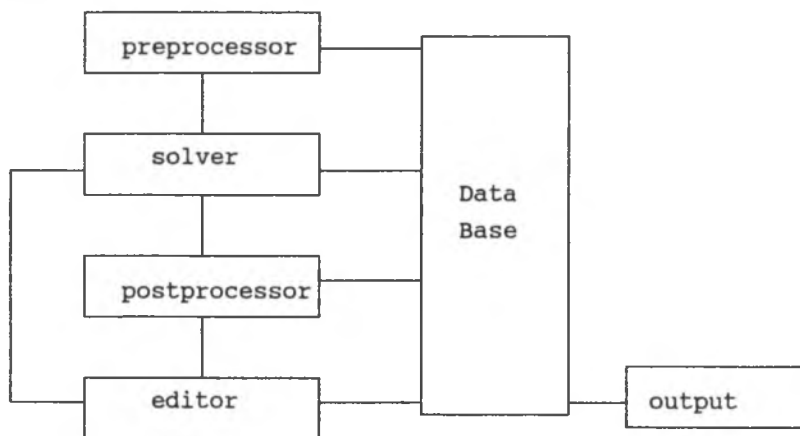 preprocessor
solver
Data
Base
postprocessor
editor
output